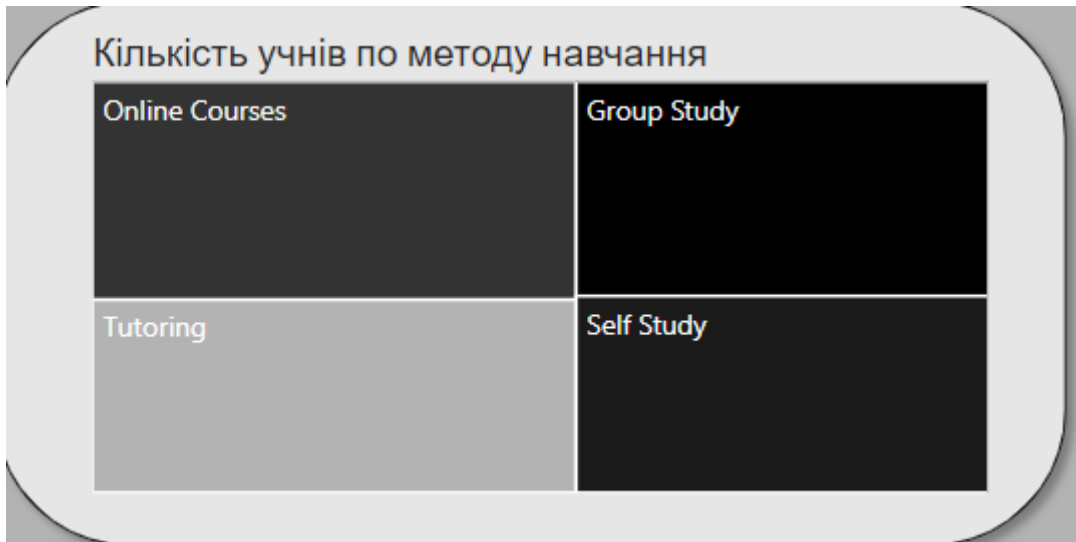 Кількість учнів по методу навчання
Online Courses
Group Study
Tutoring
Self Study